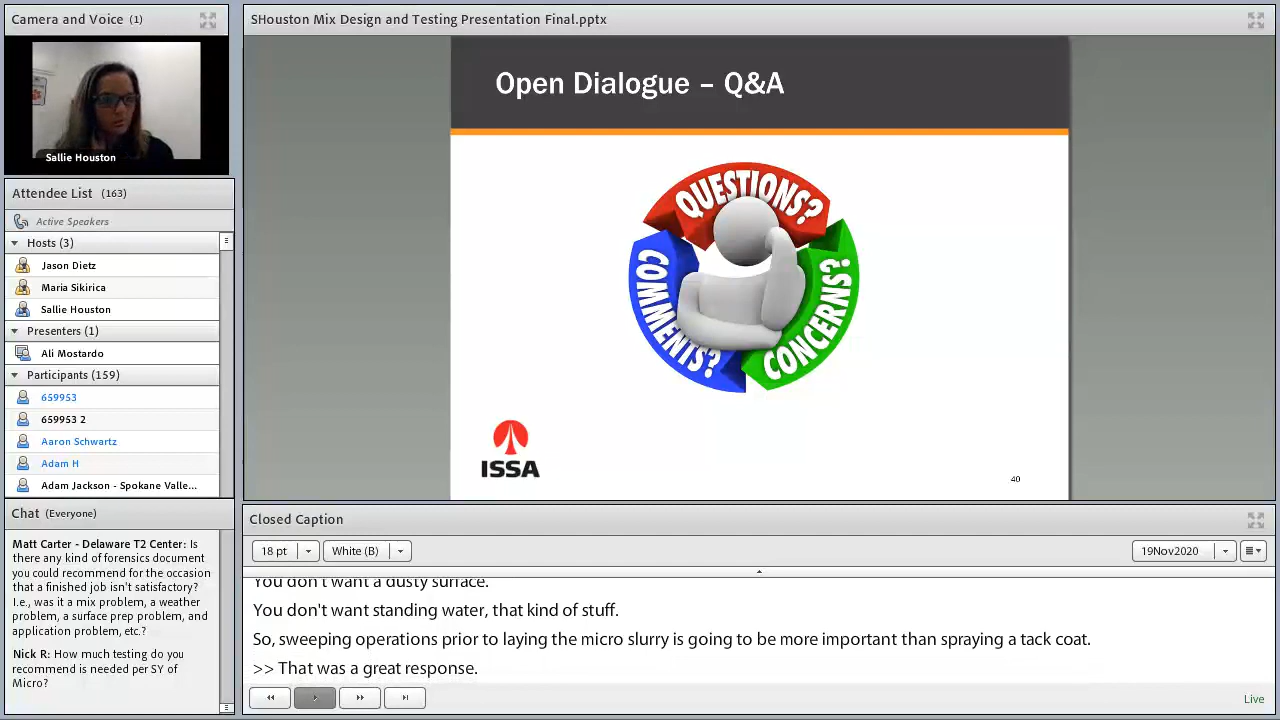 Camera and Voice (1)
Sallie Houston
Attendee List (163)
Active Speakers
Hosts (3)
Jason Dietz
Maria Sikirica
Sallie Houston
Presenters (1)
Ali Mostardo
Participants (159)
659953
659953 2
Aaron Schwartz
Adam H
Adam Jackson - Spokane Valle...
Chat (Everyone)
Matt Carter - Delaware T2 Center: Is
there any kind of forensics document
you could recommend for the occasion
that a finished job isn't satisfactory?
I.e., was it a mix problem, a weather
problem, a surface prep problem, and
application problem, etc.?
Nick R: How much testing do you
recommend is needed per SY of
Micro?
SHouston Mix Design and Testing Presentation Final.pptx
Open Dialogue – Q&A
QUESTIONS?
COMMENTS?
CONCERNS?
ISSA
40
Closed Caption
18 pt
White (B)
19Nov2020
You don't want a dusty surface.
You don't want standing water, that kind of stuff.
So, sweeping operations prior to laying the micro slurry is going to be more important than spraying a tack coat.
>> That was a great response.
Live